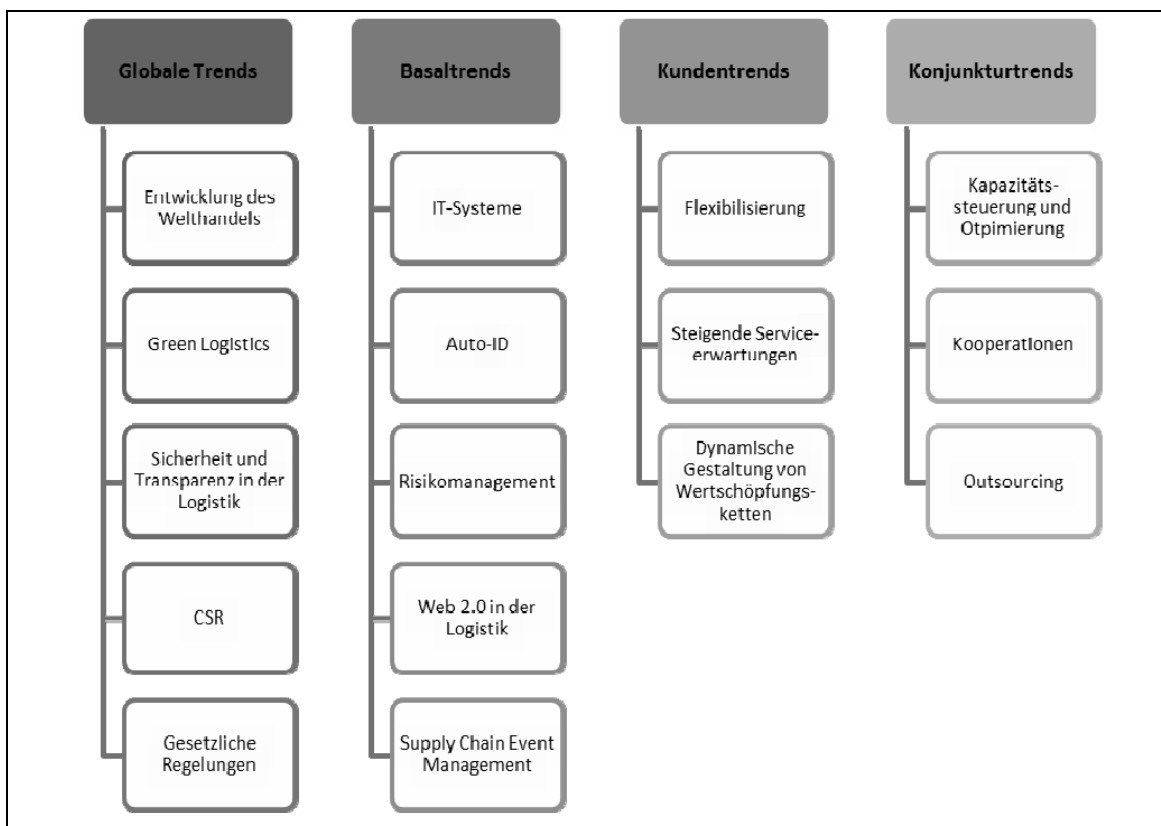 Globale Trends
Entwicklung des
Welthandels
Green Logistics
Sicherheit und
Transparenz in der
Logistik
CSR
Gesetzliche
Regelungen
Basaltrends
IT-Systeme
Auto-ID
Risikomanagement
Web 2.0 in der
Logistik
Supply Chain Event
Management
Kundentrends
Flexibilisierung
Steigende Service-
erwartungen
Dynamische
Gestaltung von
Wertschöpfungs-
ketten
Konjunkturtrends
Kapazitäts-
steuerung und
Otpimierung
Kooperationen
Outsourcing